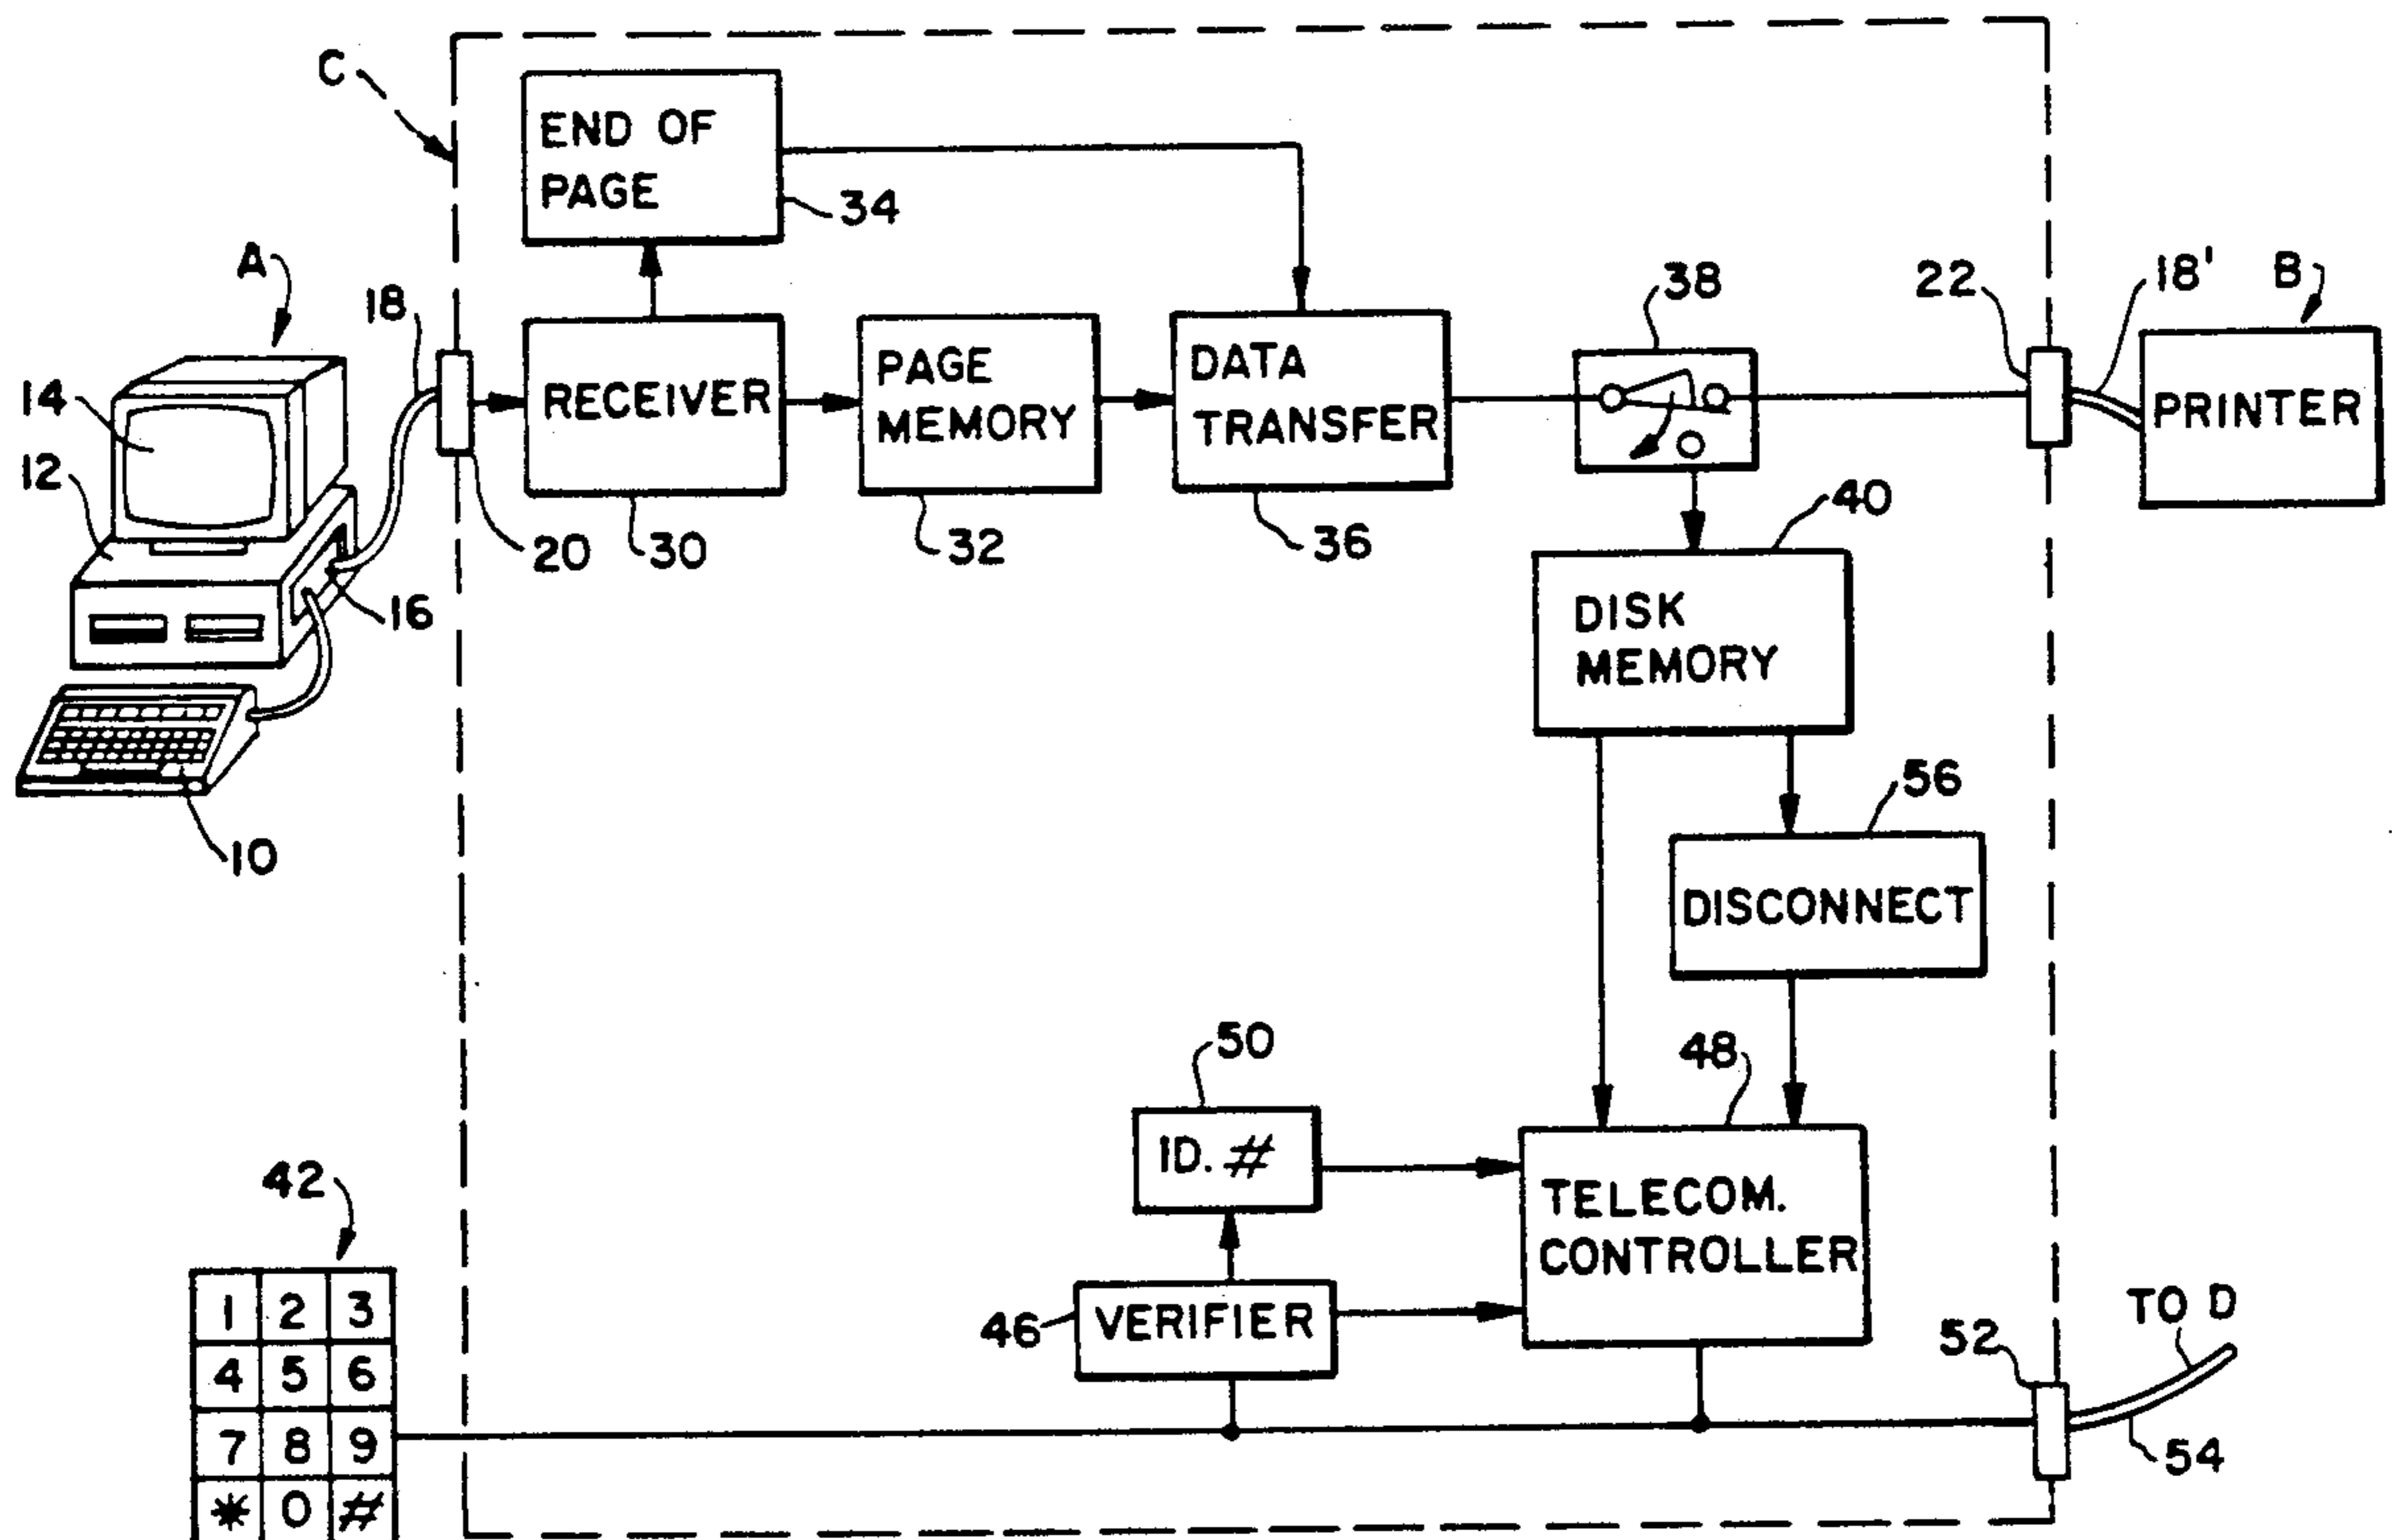 C
END OF
PAGE
34
A
18
38
22
18'
B
14
12
RECEIVER
PAGE
MEMORY
DATA
TRANSFER
PRINTER
20
30
32
36
40
16
DISK
MEMORY
10
56
DISCONNECT
50
48
ID. #
42
TELECOM.
CONTROLLER
46
VERIFIER
52
TO D
54
1 2 3
4 5 6
7 8 9
* 0 #